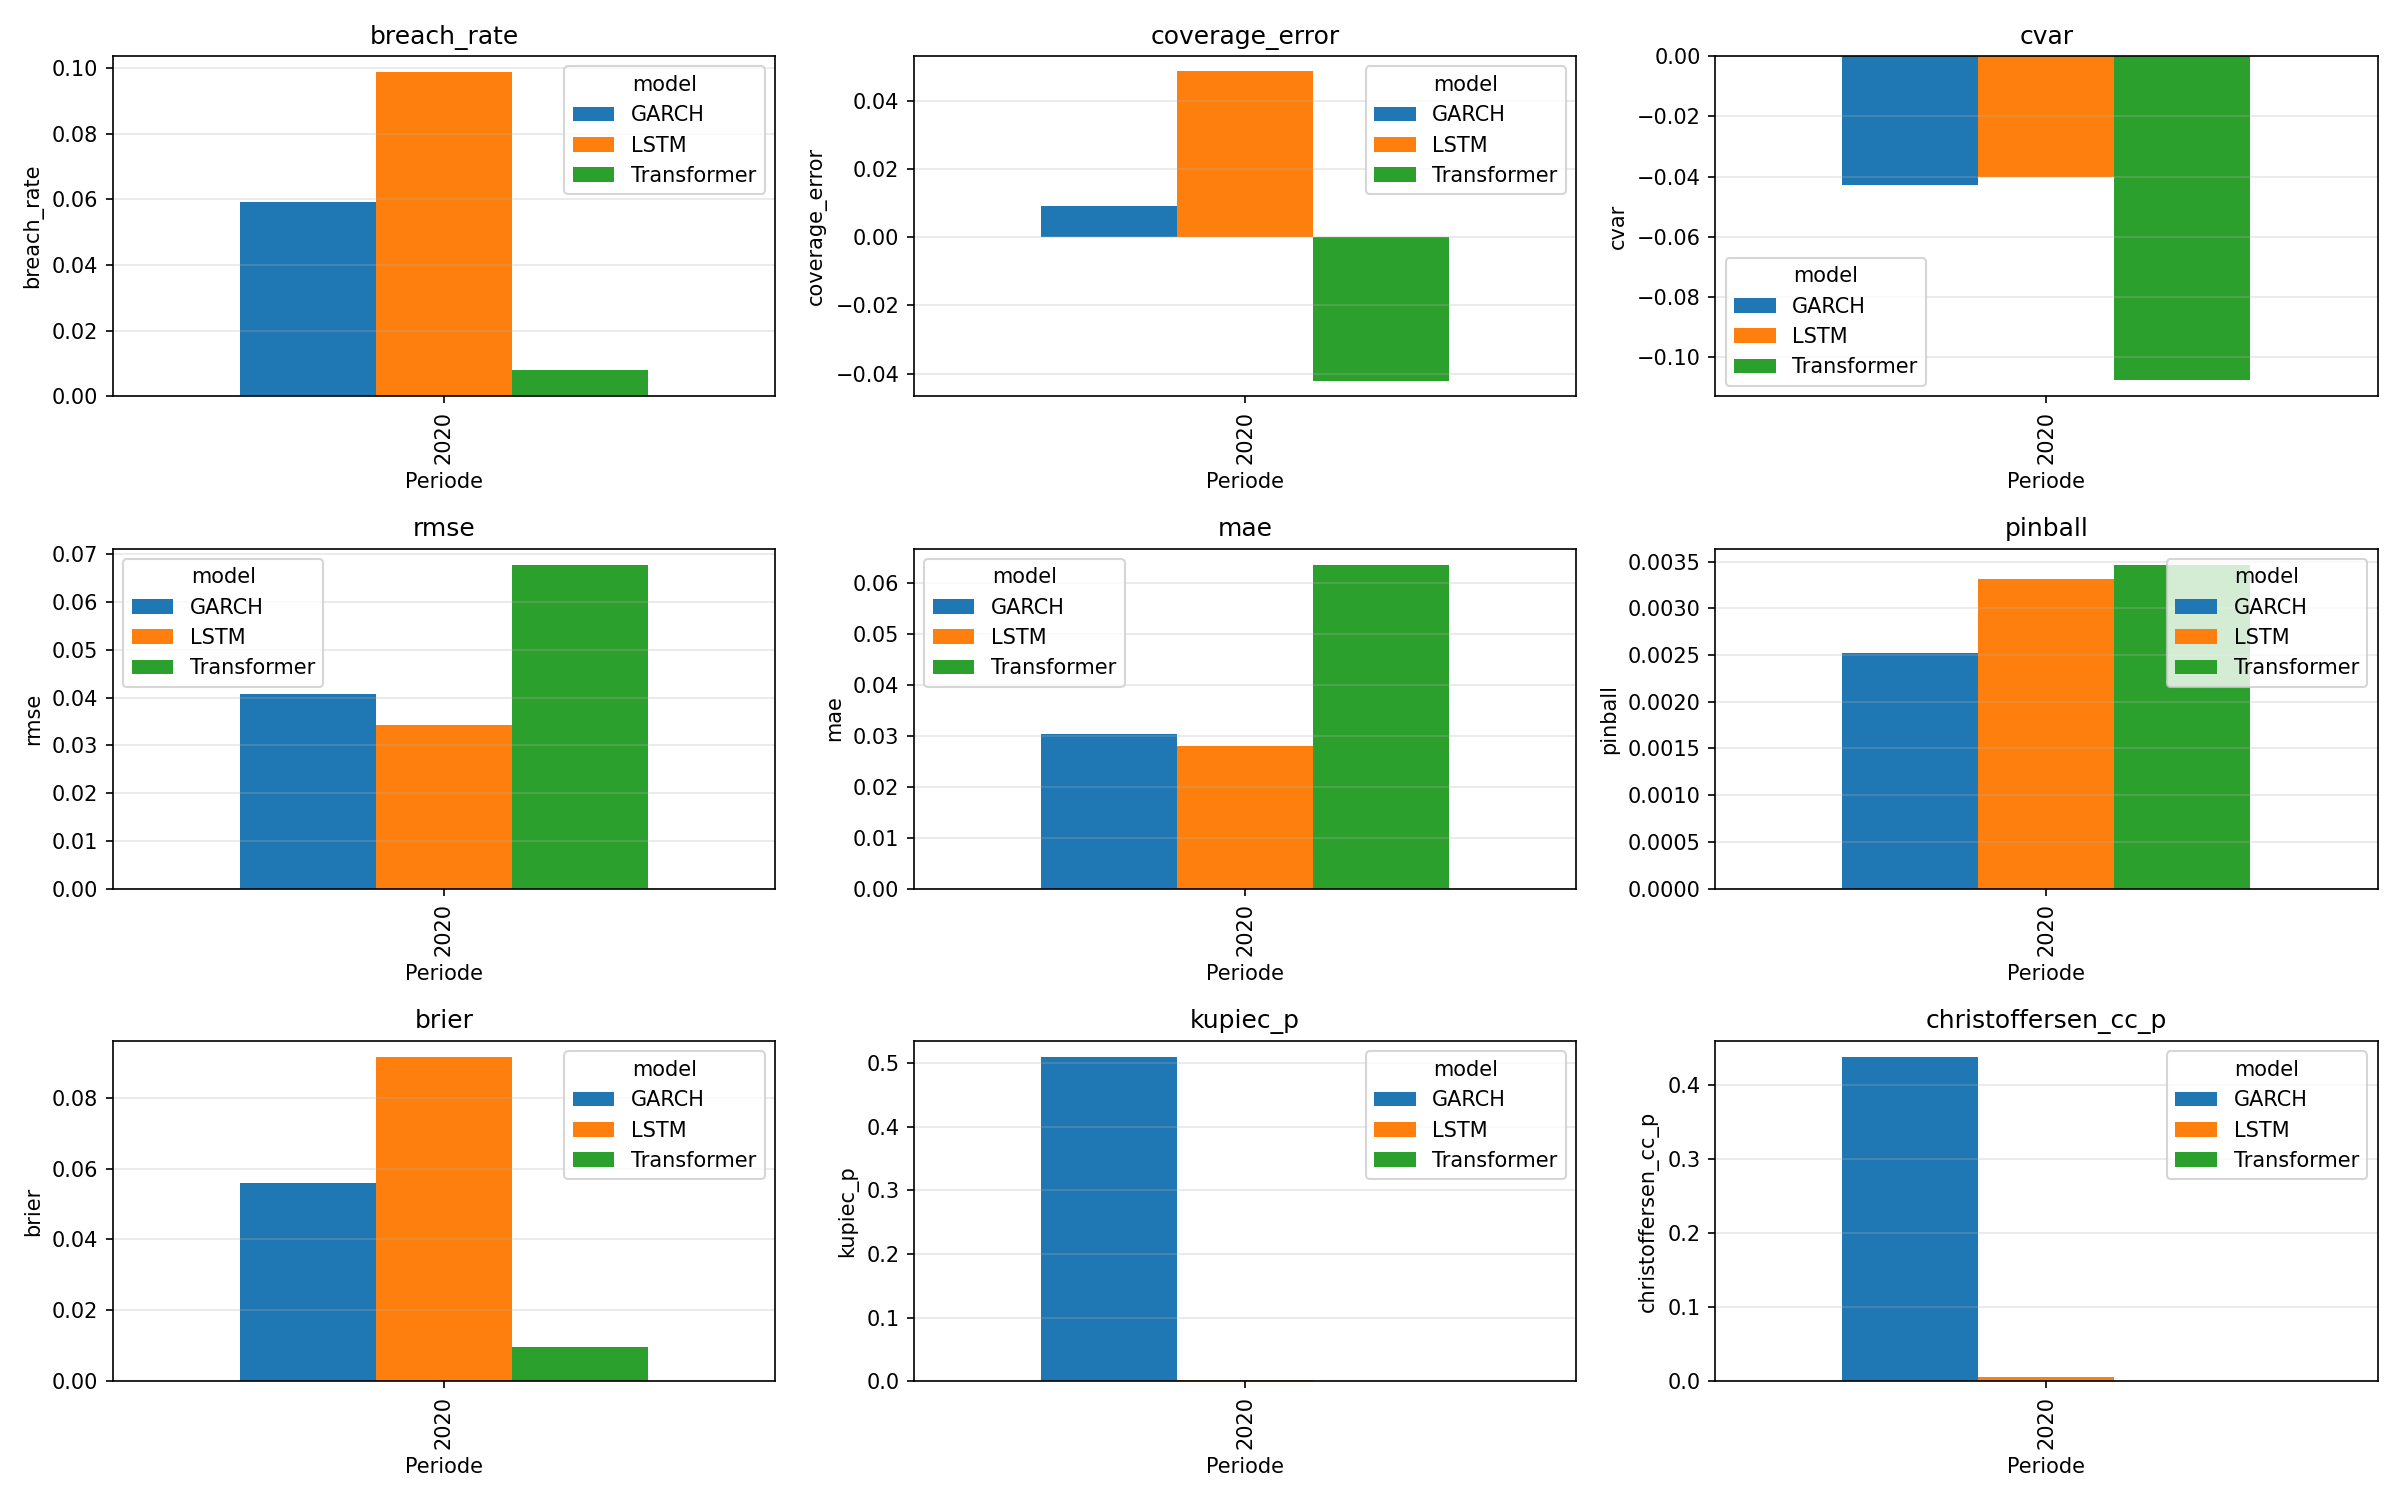 breach_rate
breach_rate
0.10
0.08
0.06
0.04
0.02
0.00
model
GARCH
LSTM
Transformer
2020
Periode
coverage_error
coverage_error
0.04
0.02
0.00
−0.02
−0.04
model
GARCH
LSTM
Transformer
2020
Periode
cvar
cvar
0.00
−0.02
−0.04
−0.06
−0.08
−0.10
model
GARCH
LSTM
Transformer
2020
Periode
rmse
rmse
0.07
0.06
0.05
0.04
0.03
0.02
0.01
0.00
model
GARCH
LSTM
Transformer
2020
Periode
mae
mae
0.06
0.05
0.04
0.03
0.02
0.01
0.00
model
GARCH
LSTM
Transformer
2020
Periode
pinball
pinball
0.0035
0.0030
0.0025
0.0020
0.0015
0.0010
0.0005
0.0000
model
GARCH
LSTM
Transformer
2020
Periode
brier
brier
0.08
0.06
0.04
0.02
0.00
model
GARCH
LSTM
Transformer
2020
Periode
kupiec_p
kupiec_p
0.5
0.4
0.3
0.2
0.1
0.0
model
GARCH
LSTM
Transformer
2020
Periode
christoffersen_cc_p
christoffersen_cc_p
0.4
0.3
0.2
0.1
0.0
model
GARCH
LSTM
Transformer
2020
Periode